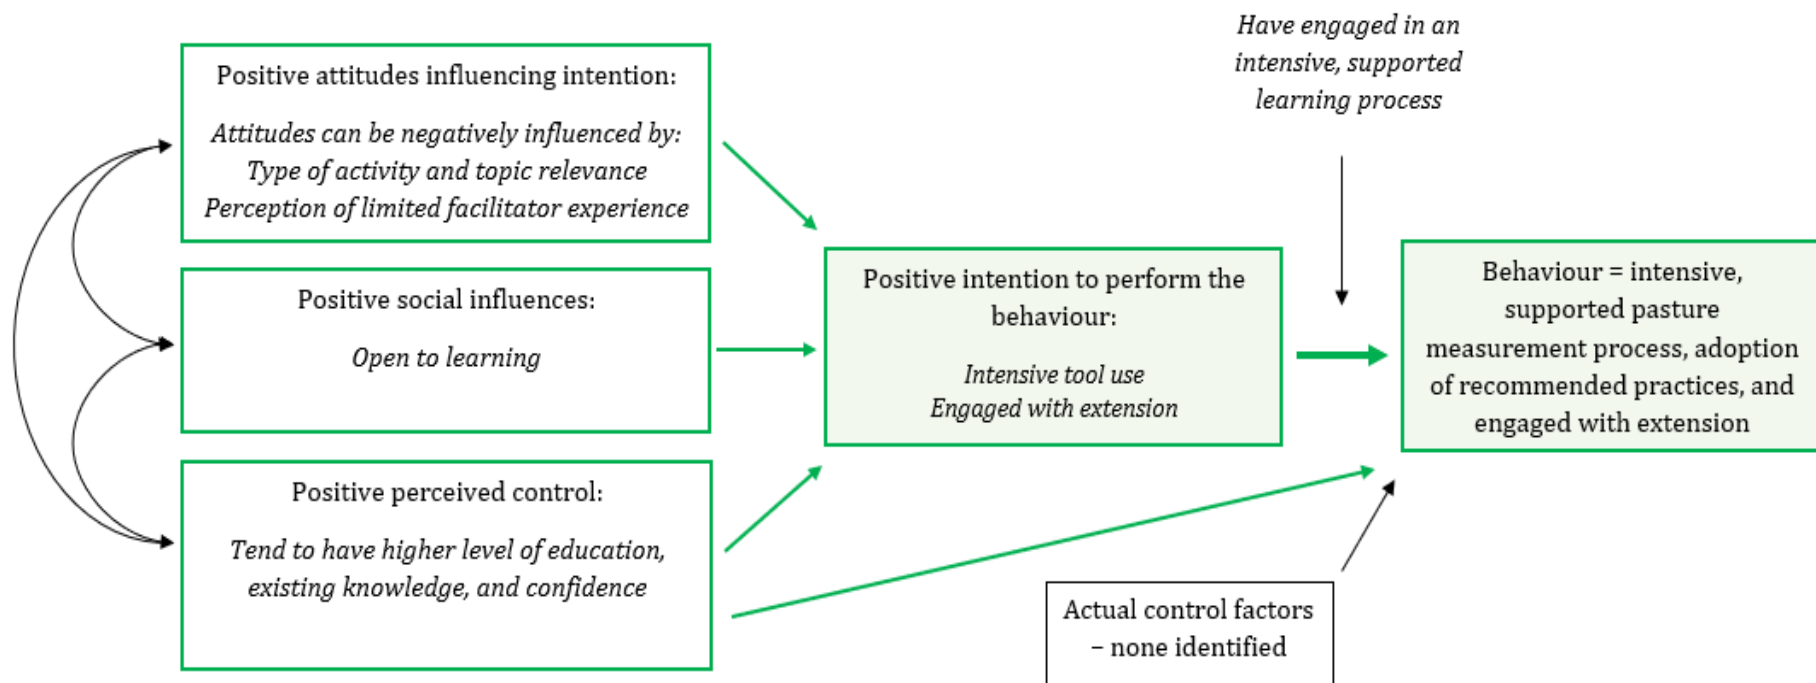 Positive attitudes influencing intention:
Attitudes can be negatively influenced by:
Type of activity and topic relevance
Perception of limited facilitator experience
Positive social influences:
Open to learning
Positive perceived control:
Tend to have higher level of education,
existing knowledge, and confidence
Positive intention to perform the
behaviour:
Intensive tool use
Engaged with extension
Have engaged in an
intensive, supported
learning process
Behaviour = intensive,
supported pasture
measurement process, adoption
of recommended practices, and
engaged with extension
Actual control factors
– none identified